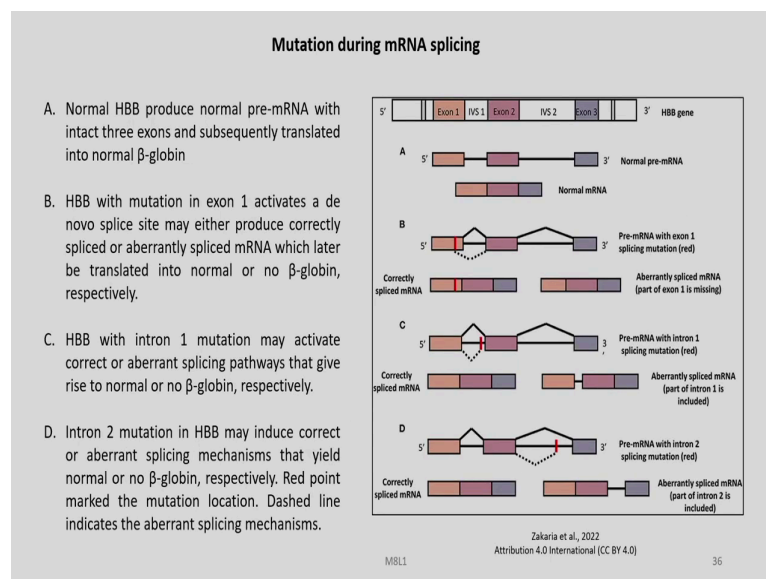 Mutation during mRNA splicing
A. Normal HBB produce normal pre-mRNA with
intact three exons and subsequently translated
into normal β-globin
B. HBB with mutation in exon 1 activates a de
novo splice site may either produce correctly
spliced or aberrantly spliced mRNA which later
be translated into normal or no β-globin,
respectively.
C. HBB with intron 1 mutation may activate
correct or aberrant splicing pathways that give
rise to normal or no β-globin, respectively.
D. Intron 2 mutation in HBB may induce correct
or aberrant splicing mechanisms that yield
normal or no β-globin, respectively. Red point
marked the mutation location. Dashed line
indicates the aberrant splicing mechanisms.
5' Exon 1 IVS 1 Exon 2 IVS 2 Exon 3 3' HBB gene
A
5' 3' Normal pre-mRNA
Normal mRNA
B
5' 3' Pre-mRNA with exon 1
splicing mutation (red)
Correctly
spliced mRNA
Aberrantly spliced mRNA
(part of exon 1 is missing)
C
5' 3' Pre-mRNA with intron 1
splicing mutation (red)
Correctly
spliced mRNA
Aberrantly spliced mRNA
(part of intron 1 is
included)
D
5' 3' Pre-mRNA with intron 2
splicing mutation (red)
Correctly
spliced mRNA
Aberrantly spliced mRNA
(part of intron 2 is
included)
Zakaria et al., 2022
Attribution 4.0 International (CC BY 4.0)
M8L1
36